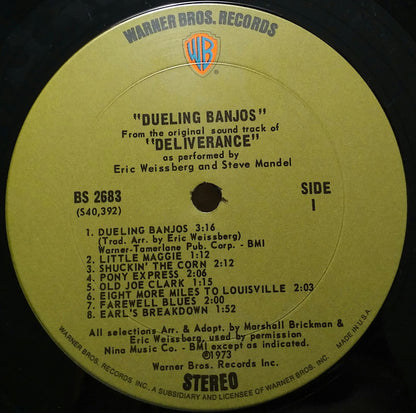 WARNER BROS. RECORDS
WB
"DUELING BANJOS"
From the original sound track of
"DELIVERANCE"
as performed by
Eric Weissberg and Steve Mandel
BS 2683
(S40,392)
SIDE
1
1. DUELING BANJOS 3:16
(Trad. Arr. by Eric Weissberg)
Warner-Tamerlane Pub. Corp. - BMI
2. LITTLE MAGGIE 1:12
3. SHUCKIN' THE CORN 2:12
4. PONY EXPRESS 2:06
5. OLD JOE CLARK 1:15
6. EIGHT MORE MILES TO LOUISVILLE 2:03
7. FAREWELL BLUES 2:00
8. EARL'S BREAKDOWN 1:52
All selections Arr. & Adapt. by Marshall Brickman &
Eric Weissberg, used by permission
Nina Music Co. - BMI except as indicated.
©1973
Warner Bros. Records Inc.
STEREO
WARNER BROS. RECORDS INC., A SUBSIDIARY AND LICENSEE OF WARNER BROS. INC.
MADE IN U.S.A.